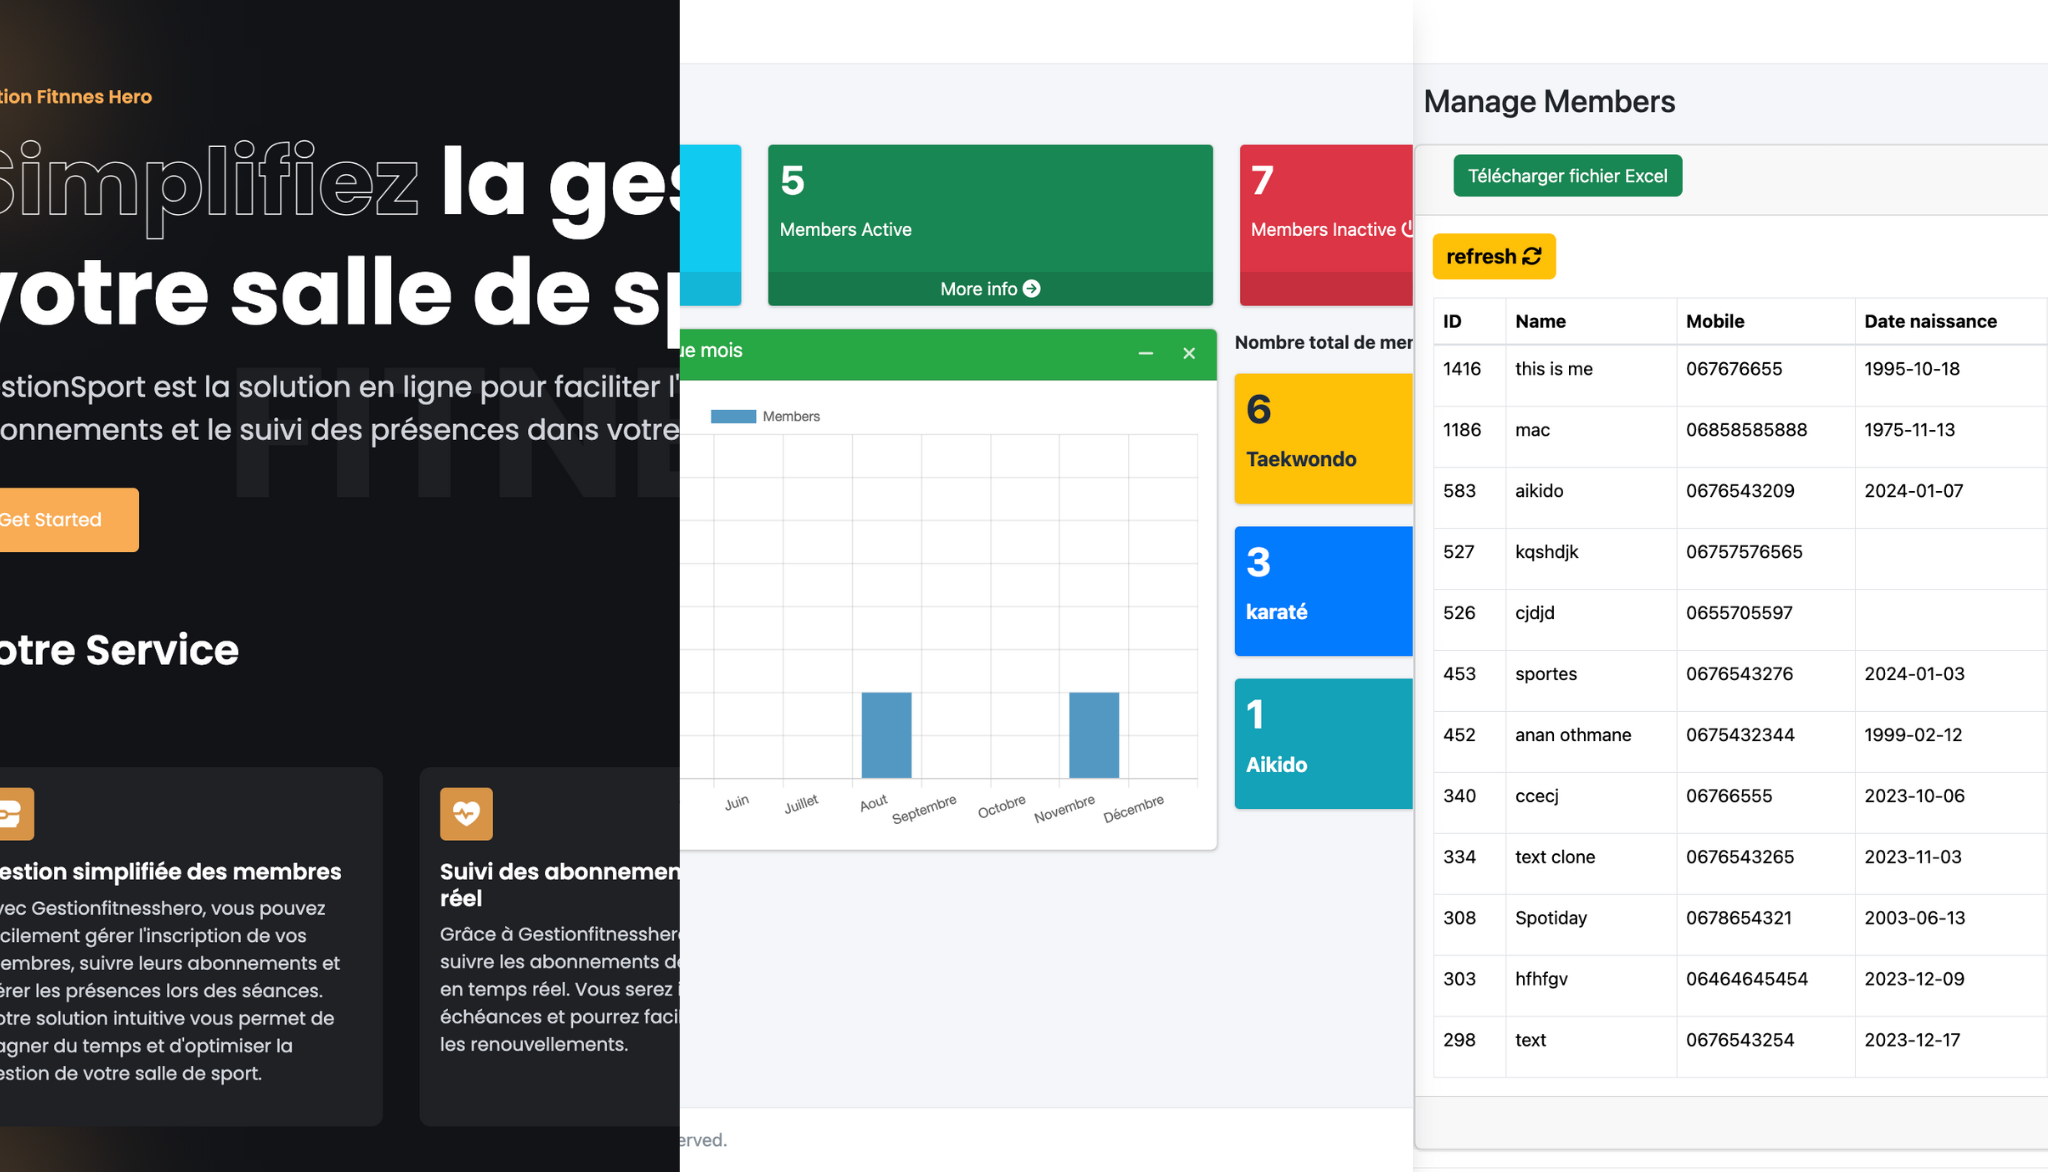 tion Fitnnes Hero
Simplifiez la ges
votre salle de sp
FITNE
stionSport est la solution en ligne pour faciliter l'
onnements et le suivi des présences dans votre
Get Started
otre Service
estion simplifiée des membres
vec Gestionfitnesshero, vous pouvez
cilement gérer l'inscription de vos
embres, suivre leurs abonnements et
érer les présences lors des séances.
otre solution intuitive vous permet de
agner du temps et d'optimiser la
estion de votre salle de sport.
Suivi des abonnemen
réel
Grâce à Gestionfitnesshero
suivre les abonnements de
en temps réel. Vous serez i
échéances et pourrez facil
les renouvellements.
5
Members Active
More info
7
Members Inactive
ue mois
Members
Juin Juillet Aout Septembre Octobre Novembre Décembre
Nombre total de mem
6
Taekwondo
3
karaté
1
Aikido
erved.
Manage Members
Télécharger fichier Excel
refresh
ID Name Mobile Date naissance
1416 this is me 067676655 1995-10-18
1186 mac 06858585888 1975-11-13
583 aikido 0676543209 2024-01-07
527 kqshdjk 06757576565
526 cjdjd 0655705597
453 sportes 0676543276 2024-01-03
452 anan othmane 0675432344 1999-02-12
340 ccecj 06766555 2023-10-06
334 text clone 0676543265 2023-11-03
308 Spotiday 0678654321 2003-06-13
303 hfhfgv 06464645454 2023-12-09
298 text 0676543254 2023-12-17